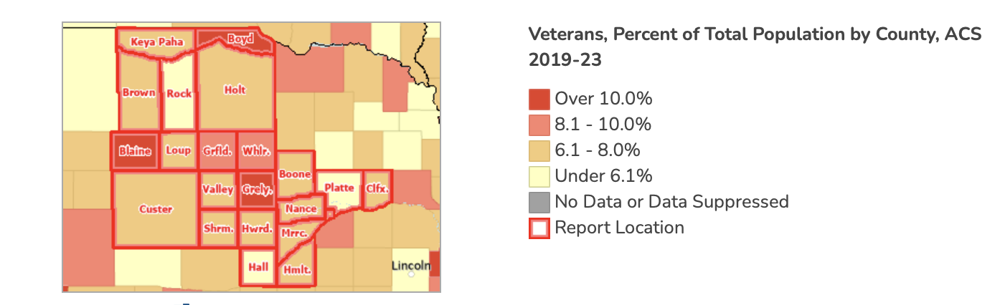 Keya Paha
Boyd
Brown
Rock
Holt
Blaine
Loup
Grfld.
Whlr.
Boone
Custer
Valley
Grely.
Platte
Clfx.
Nance
Shrm.
Hwrd.
Mrrc.
Hall
Hmlt.
Lincoln
Veterans, Percent of Total Population by County, ACS
2019-23
Over 10.0%
8.1 - 10.0%
6.1 - 8.0%
Under 6.1%
No Data or Data Suppressed
Report Location